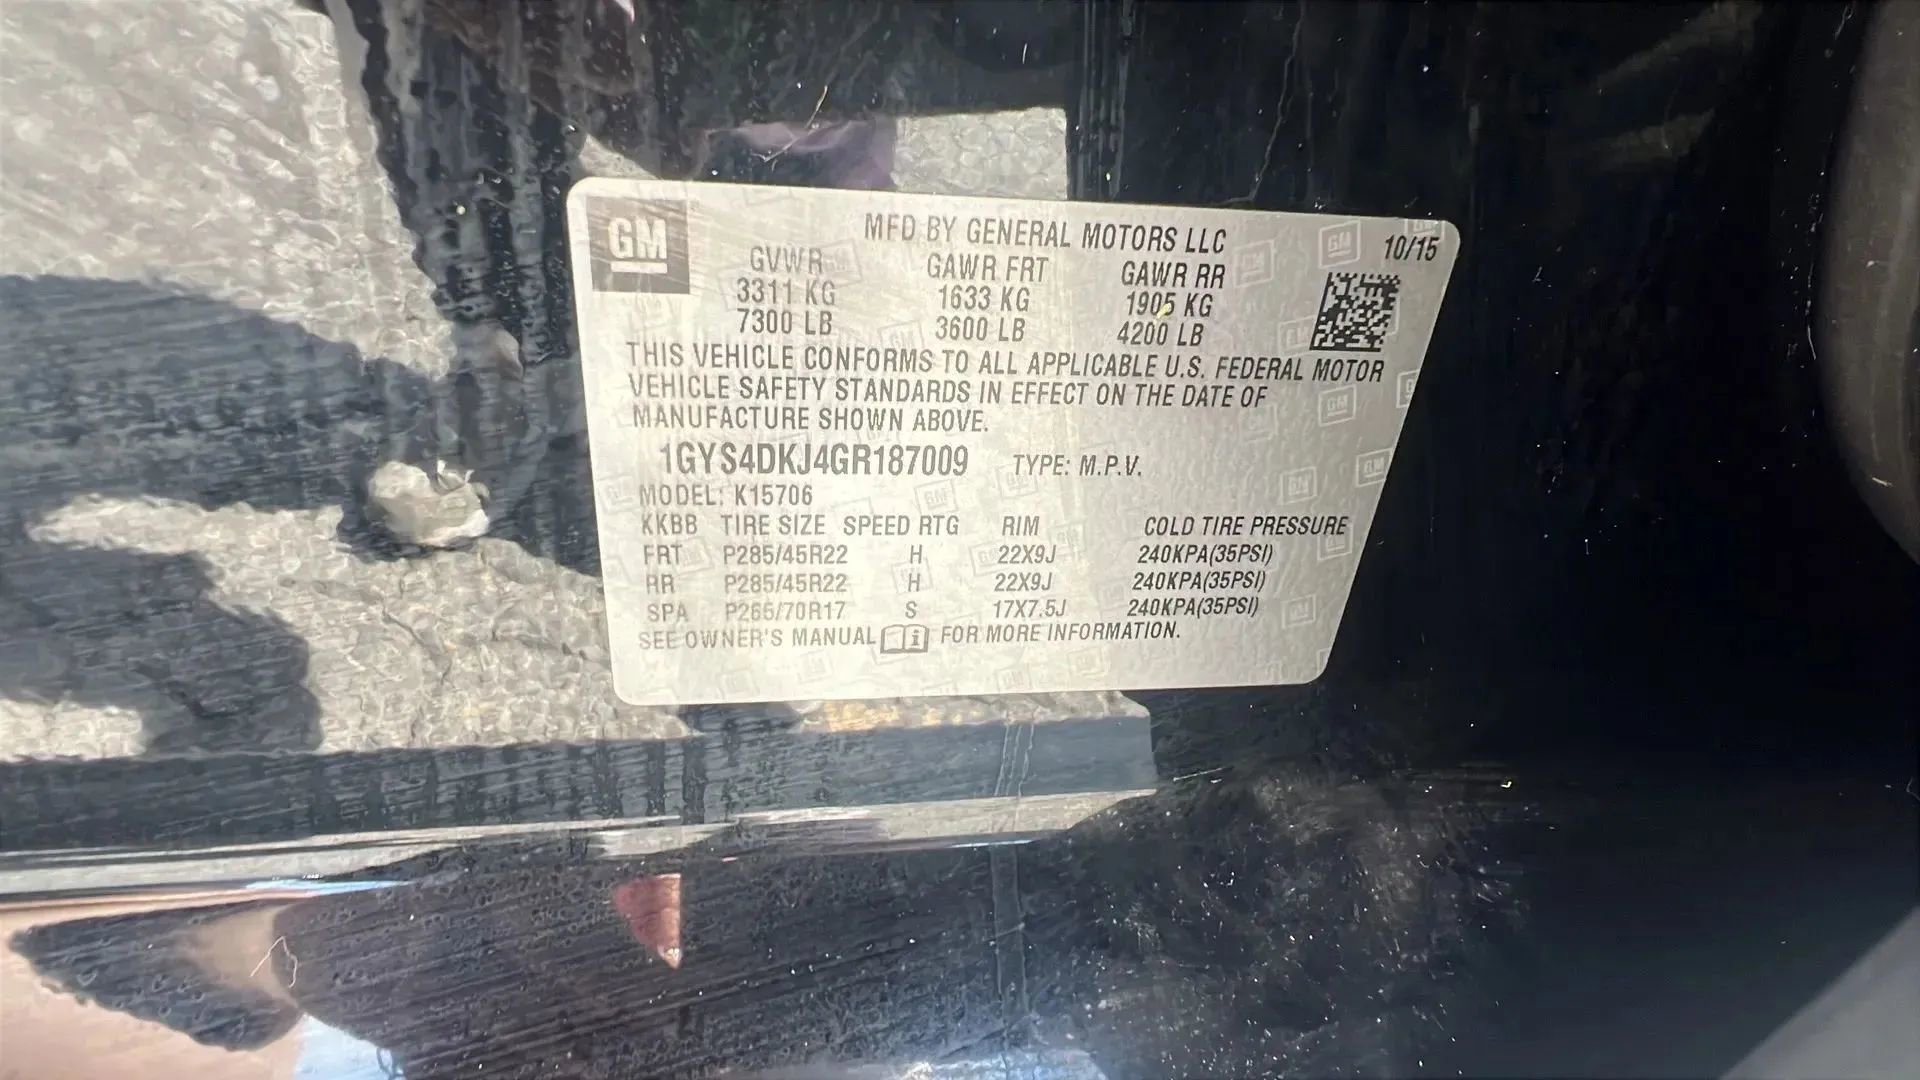 GM
MFD BY GENERAL MOTORS LLC
10/15
GVWR GAWR FRT GAWR RR
3311 KG 1633 KG 1905 KG
7300 LB 3600 LB 4200 LB
THIS VEHICLE CONFORMS TO ALL APPLICABLE U.S. FEDERAL MOTOR
VEHICLE SAFETY STANDARDS IN EFFECT ON THE DATE OF
MANUFACTURE SHOWN ABOVE.
1GYS4DKJ4GR187009 TYPE: M.P.V.
MODEL: K15706
KKBB TIRE SIZE SPEED RTG RIM COLD TIRE PRESSURE
FRT P285/45R22 H 22X9J 240KPA(35PSI)
RR P285/45R22 H 22X9J 240KPA(35PSI)
SPA P265/70R17 S 17X7.5J 240KPA(35PSI)
SEE OWNER'S MANUAL FOR MORE INFORMATION.